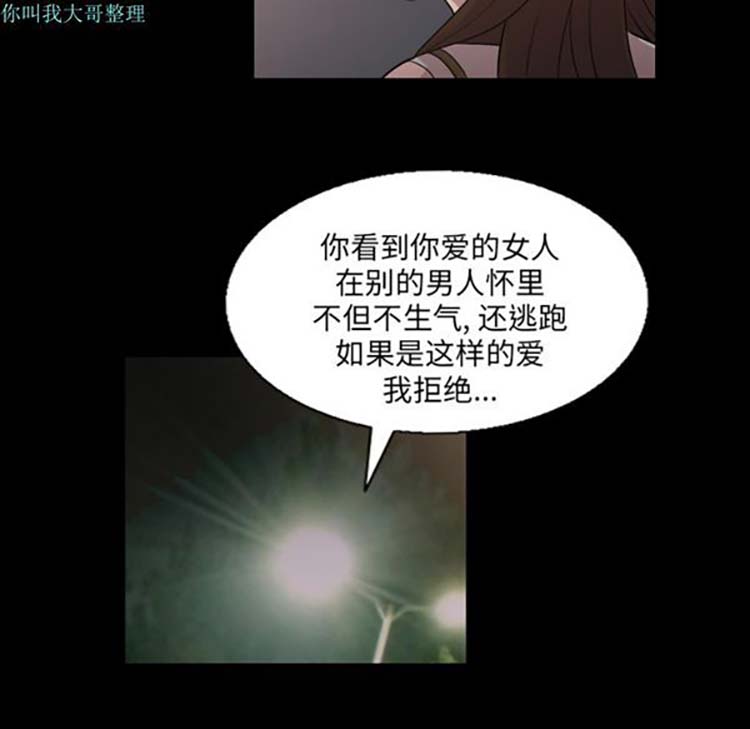 你叫我大哥整理
你看到你爱的女人
在别的男人怀里
不但不生气, 还逃跑
如果是这样的爱
我拒绝...